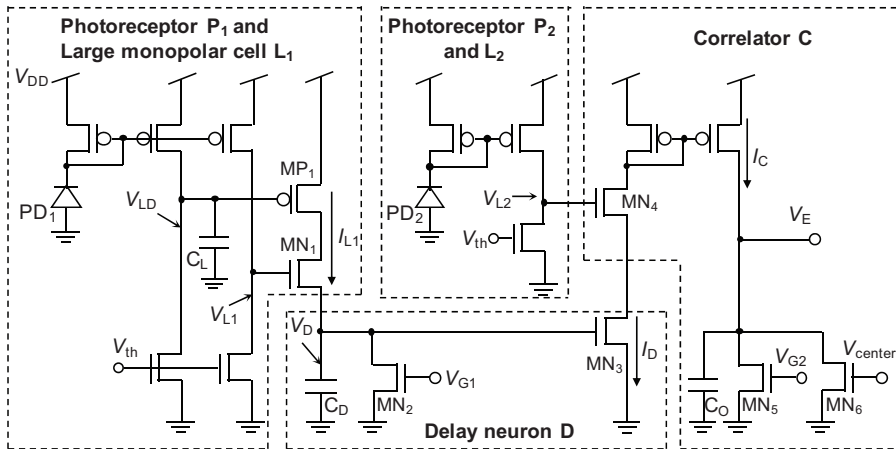 Photoreceptor P1 and
Large monopolar cell L1
Photoreceptor P2
and L2
Correlator C
VDD
MP1
PD1
VLD
CL
MN1
IL1
VL1
Vth
PD2
VL2
Vth
MN4
IC
VE
VD
CD
MN2
VG1
MN3
ID
CO
MN5
VG2
MN6
Vcenter
Delay neuron D